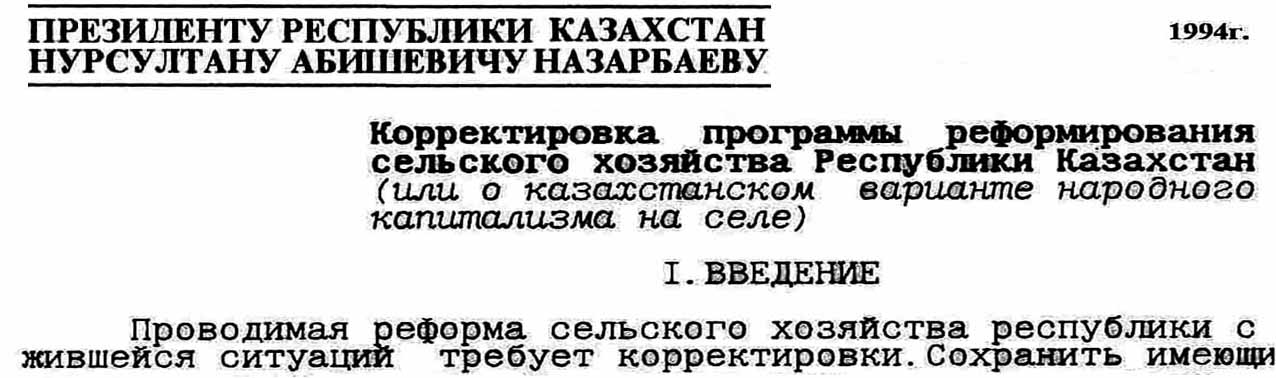 ПРЕЗИДЕНТУ РЕСПУБЛИКИ КАЗАХСТАН
НУРСУЛТАНУ АБИШЕВИЧУ НАЗАРБАЕВУ
1994г.
Корректировка программы реформирования
сельского хозяйства Республики Казахстан
(или о казахстанском варианте народного
капитализма на селе)
I. ВВЕДЕНИЕ
Проводимая реформа сельского хозяйства республики с
жившейся ситуаций требует корректировки. Сохранить имеющи